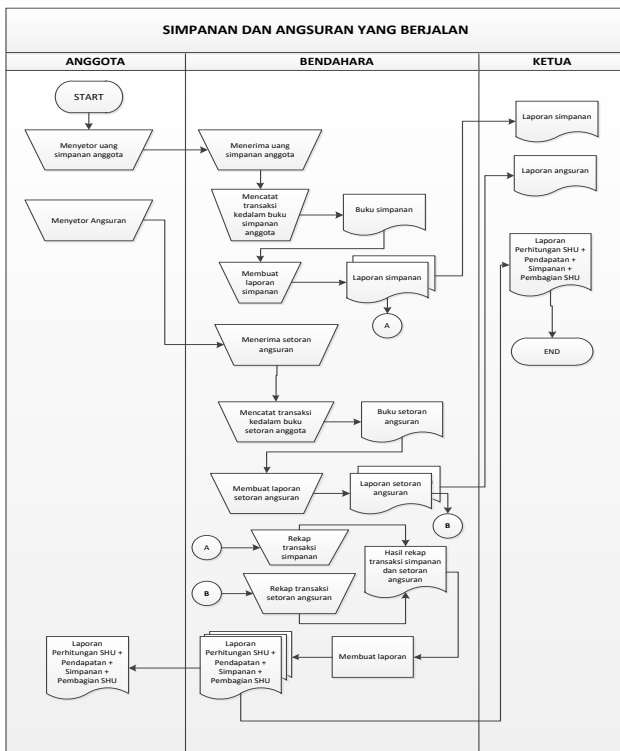 SIMPANAN DAN ANGSURAN YANG BERJALAN
ANGGOTA
BENDAHARA
KETUA
START
Menyetor uang
simpanan anggota
Menerima uang
simpanan anggota
Laporan simpanan
Laporan angsuran
Mencatat
transaksi
kedalam buku
simpanan
anggota
Buku simpanan
Menyetor Angsuran
Membuat
laporan
simpanan
Laporan simpanan
A
Laporan
Perhitungan SHU +
Pendapatan +
Simpanan +
Pembagian SHU
END
Menerima setoran
angsuran
Mencatat transaksi
kedalam buku
setoran anggota
Buku setoran
angsuran
Membuat laporan
setoran angsuran
Laporan setoran
angsuran
B
A
Rekap
transaksi
simpanan
Hasil rekap
transaksi simpanan
dan setoran
angsuran
B
Rekap transaksi
setoran angsuran
Laporan
Perhitungan SHU +
Pendapatan +
Simpanan +
Pembagian SHU
Laporan
Perhitungan SHU +
Pendapatan +
Simpanan +
Pembagian SHU
Membuat laporan